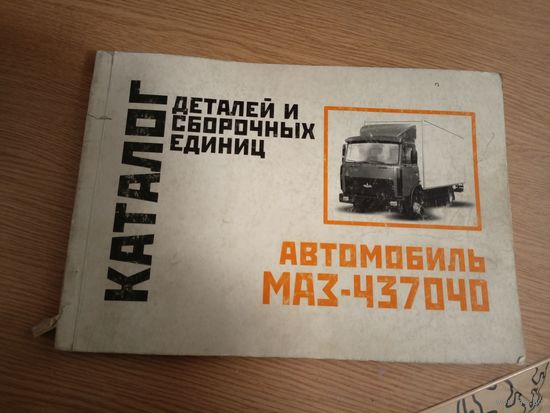 КАТАЛОГ
ДЕТАЛЕЙ И
СБОРОЧНЫХ
ЕДИНИЦ
АВТОМОБИЛЬ
МАЗ-437040